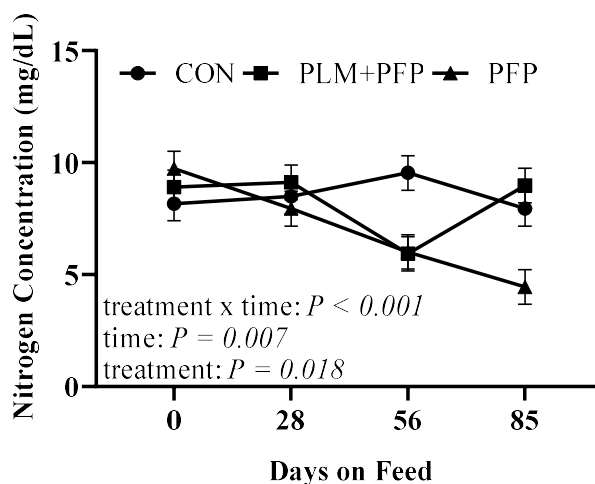 Nitrogen Concentration (mg/dL)
15
CON PLM+PFP PFP
10
5
treatment x time: P < 0.001
time: P = 0.007
treatment: P = 0.018
0
0 28 56 85
Days on Feed